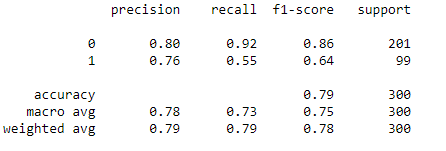 precision recall f1-score support
0 0.80 0.92 0.86 201
1 0.76 0.55 0.64 99
accuracy 0.79 300
macro avg 0.78 0.73 0.75 300
weighted avg 0.79 0.79 0.78 300